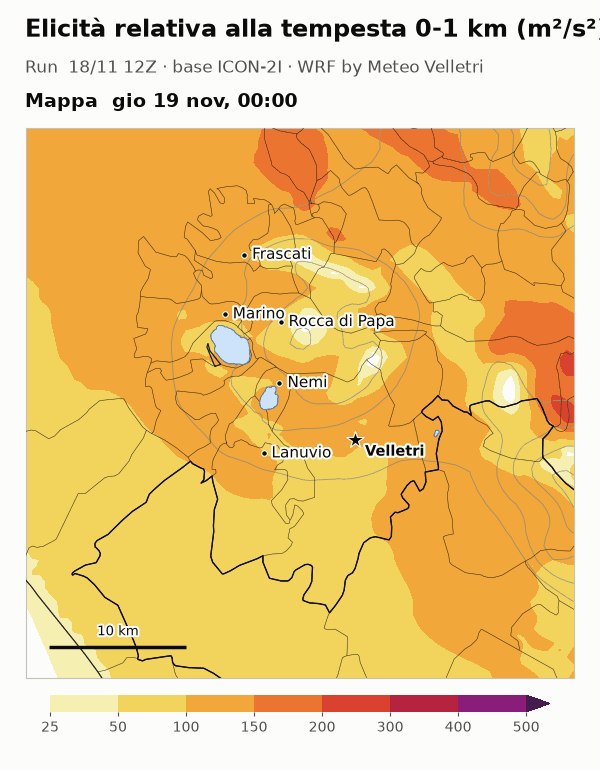 Elicità relativa alla tempesta 0-1 km (m²/s²)
Run  18/11 12Z · base ICON-2I · WRF by Meteo Velletri
Mappa  gio 19 nov, 00:00
Frascati
Marino
Rocca di Papa
Nemi
Velletri
Lanuvio
10 km
25 50 100 150 200 300 400 500